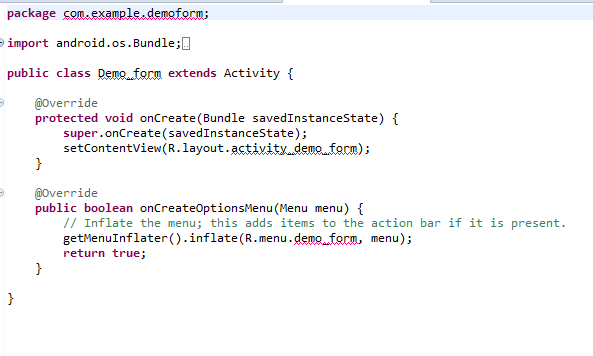 package com.example.demoform;
import android.os.Bundle;
public class Demo_form extends Activity {
@Override
protected void onCreate(Bundle savedInstanceState) {
super.onCreate(savedInstanceState);
setContentView(R.layout.activity_demo_form);
}
@Override
public boolean onCreateOptionsMenu(Menu menu) {
// Inflate the menu; this adds items to the action bar if it is present.
getMenuInflater().inflate(R.menu.demo_form, menu);
return true;
}
}